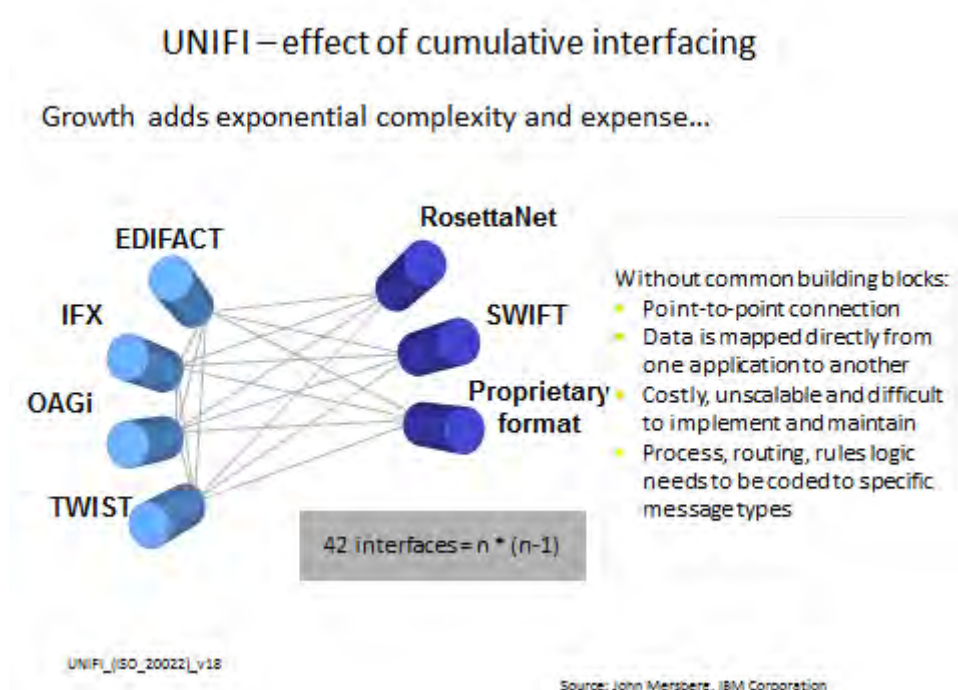 UNIFI – effect of cumulative interfacing
Growth adds exponential complexity and expense...
RosettaNet
EDIFACT
IFX
SWIFT
OAGi
Proprietary
format
TWIST
Without common building blocks:
Point-to-point connection
Data is mapped directly from
one application to another
Costly, unscalable and difficult
to implement and maintain
Process, routing, rules logic
needs to be coded to specific
message types
42 interfaces = n * (n-1)
UNIFI_(ISO_20022)_v18
Source: John Mersberg, IBM Corporation